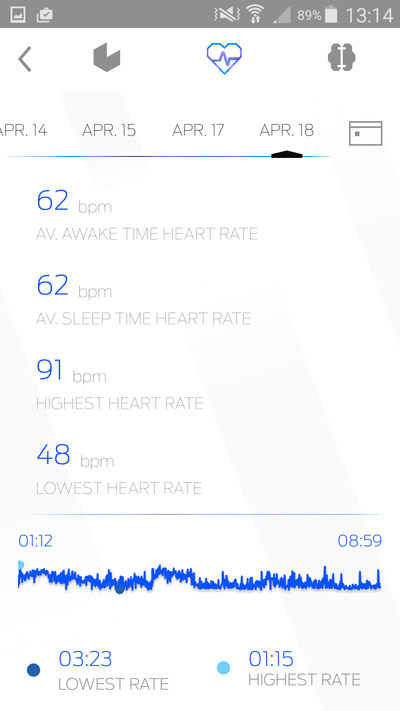 89% 13:14
APR. 14 APR. 15 APR. 17 APR. 18
62 bpm
AV. AWAKE TIME HEART RATE
62 bpm
AV. SLEEP TIME HEART RATE
91 bpm
HIGHEST HEART RATE
48 bpm
LOWEST HEART RATE
01:12 08:59
03:23 01:15
LOWEST RATE HIGHEST RATE